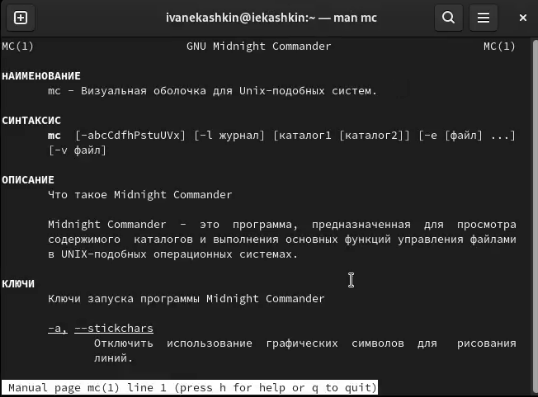 ivanekashkin@iekashkin:~ — man mc
MC(1) GNU Midnight Commander MC(1)
НАИМЕНОВАНИЕ
mc - Визуальная оболочка для Unix-подобных систем.
СИНТАКСИС
mc [-abcCdfhPstuUVx] [-l журнал] [каталог1 [каталог2]] [-e [файл] ...]
[-v файл]
ОПИСАНИЕ
Что такое Midnight Commander
Midnight Commander - это программа, предназначенная для просмотра
содержимого каталогов и выполнения основных функций управления файлами
в UNIX-подобных операционных системах.
КЛЮЧИ
Ключи запуска программы Midnight Commander
-a, --stickchars
Отключить использование графических символов для рисования
линий.
Manual page mc(1) line 1 (press h for help or q to quit)